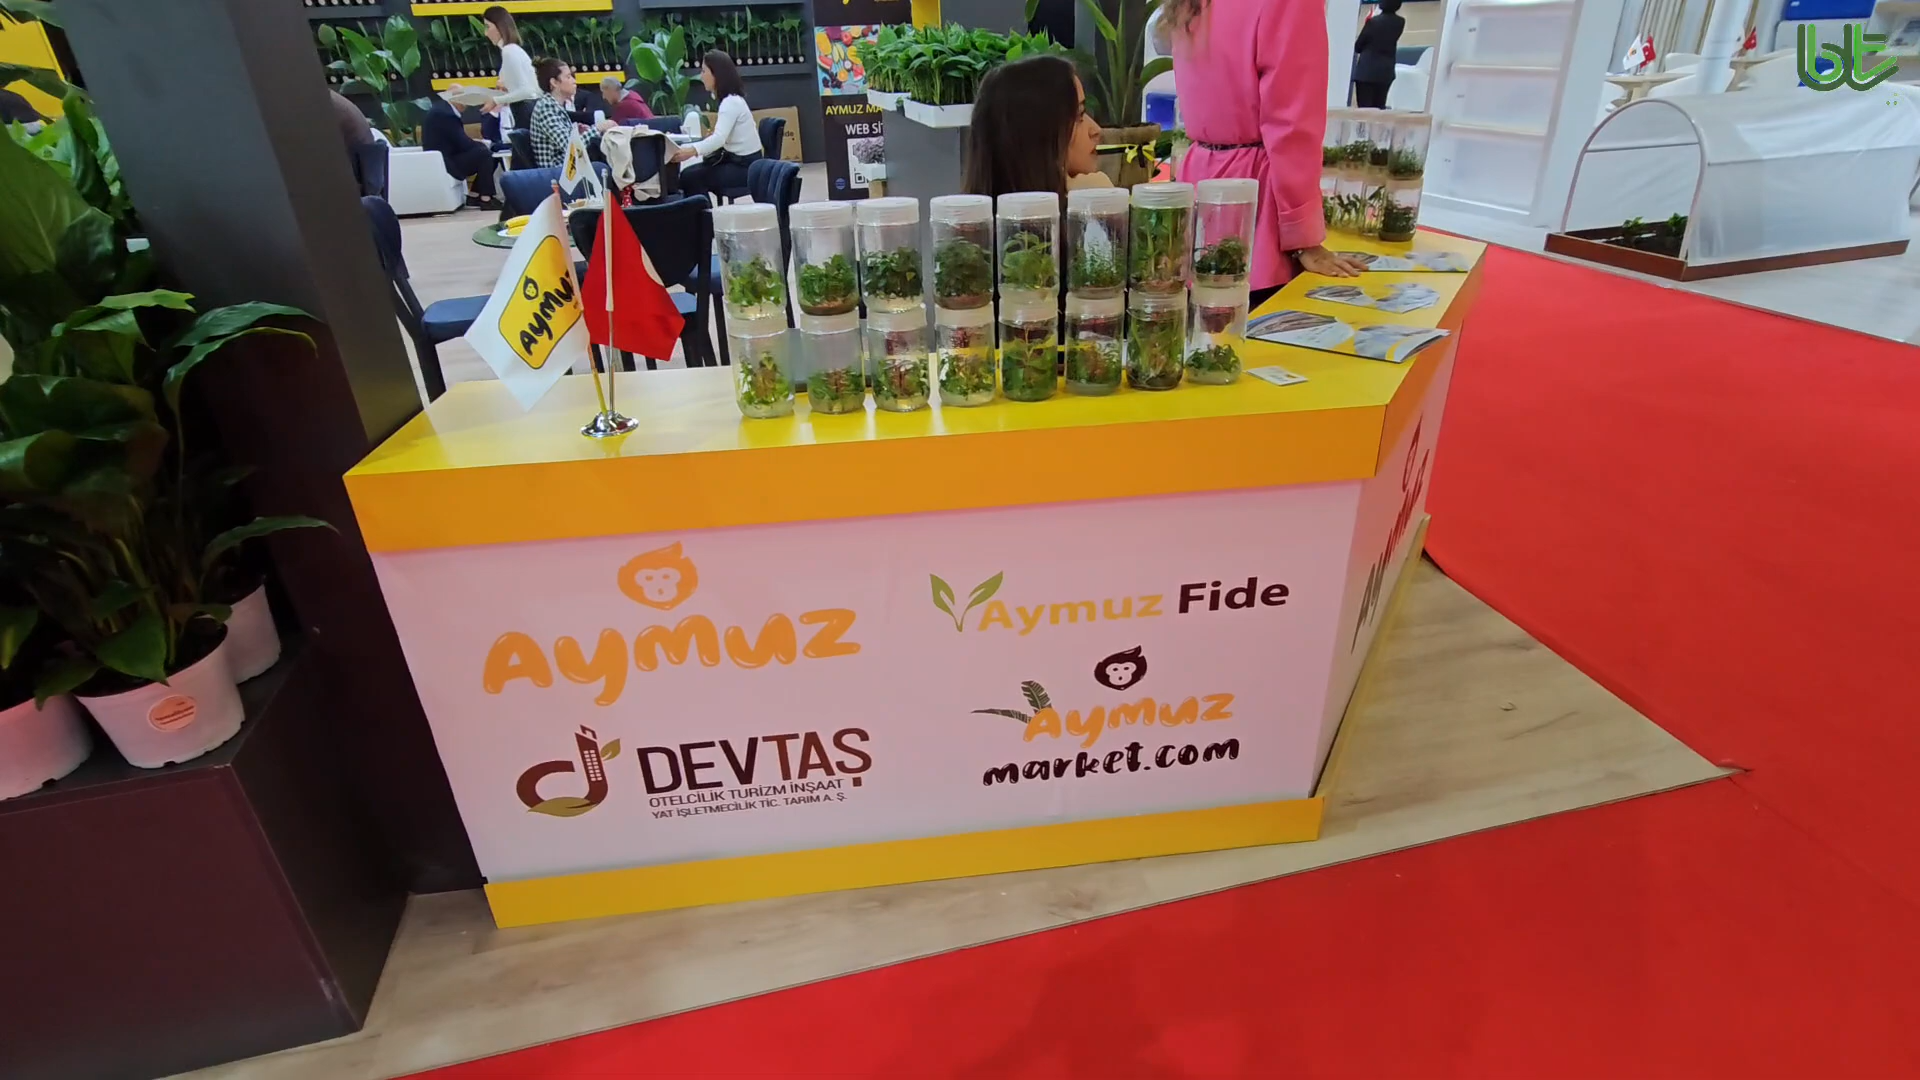 AYMUZ MA
WEB Sİ
AYMUZ
Aymuz
Aymuz Fide
DEVTAŞ
OTELCİLİK TURİZM İNŞAAT
YAT İŞLETMECİLİK TİC. TARIM A. Ş.
Aymuz
market.com
bt